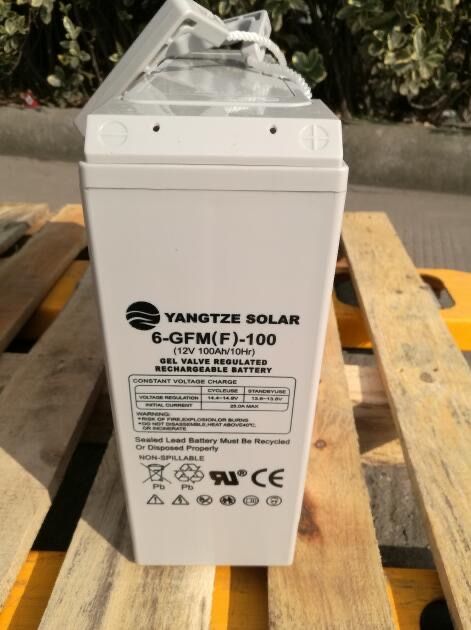 YANGTZE SOLAR
6-GFM(F)-100
(12V 100Ah/10Hr)
GEL VALVE REGULATED
RECHARGEABLE BATTERY
CONSTANT VOLTAGE CHARGE
CYCLEUSE STANDBYUSE
VOLTAGE REGULATION 14.4~14.9V 13.6~13.8V
INITIAL CURRENT 25.0A MAX
WARNING:
●RISK OF FIRE,EXPLOSION,OR BURNS
●DO NOT DISASSEMBLE,HEAT ABOVE40℃,
OR INCINERATE
Sealed Lead Battery Must Be Recycled
Or Disposed Properly
NON-SPILLABLE
Pb Pb
CE